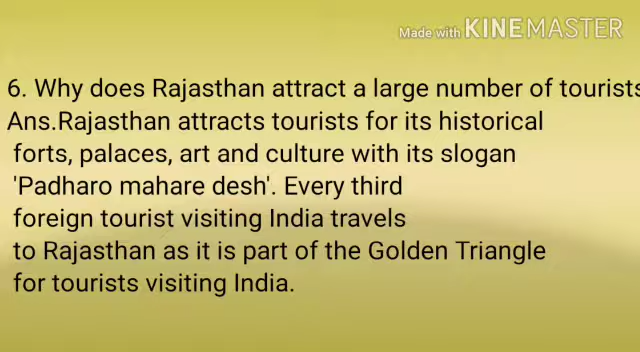 Made with KINEMASTER
6. Why does Rajasthan attract a large number of tourists
Ans.Rajasthan attracts tourists for its historical
forts, palaces, art and culture with its slogan
'Padharo mahare desh'. Every third
foreign tourist visiting India travels
to Rajasthan as it is part of the Golden Triangle
for tourists visiting India.